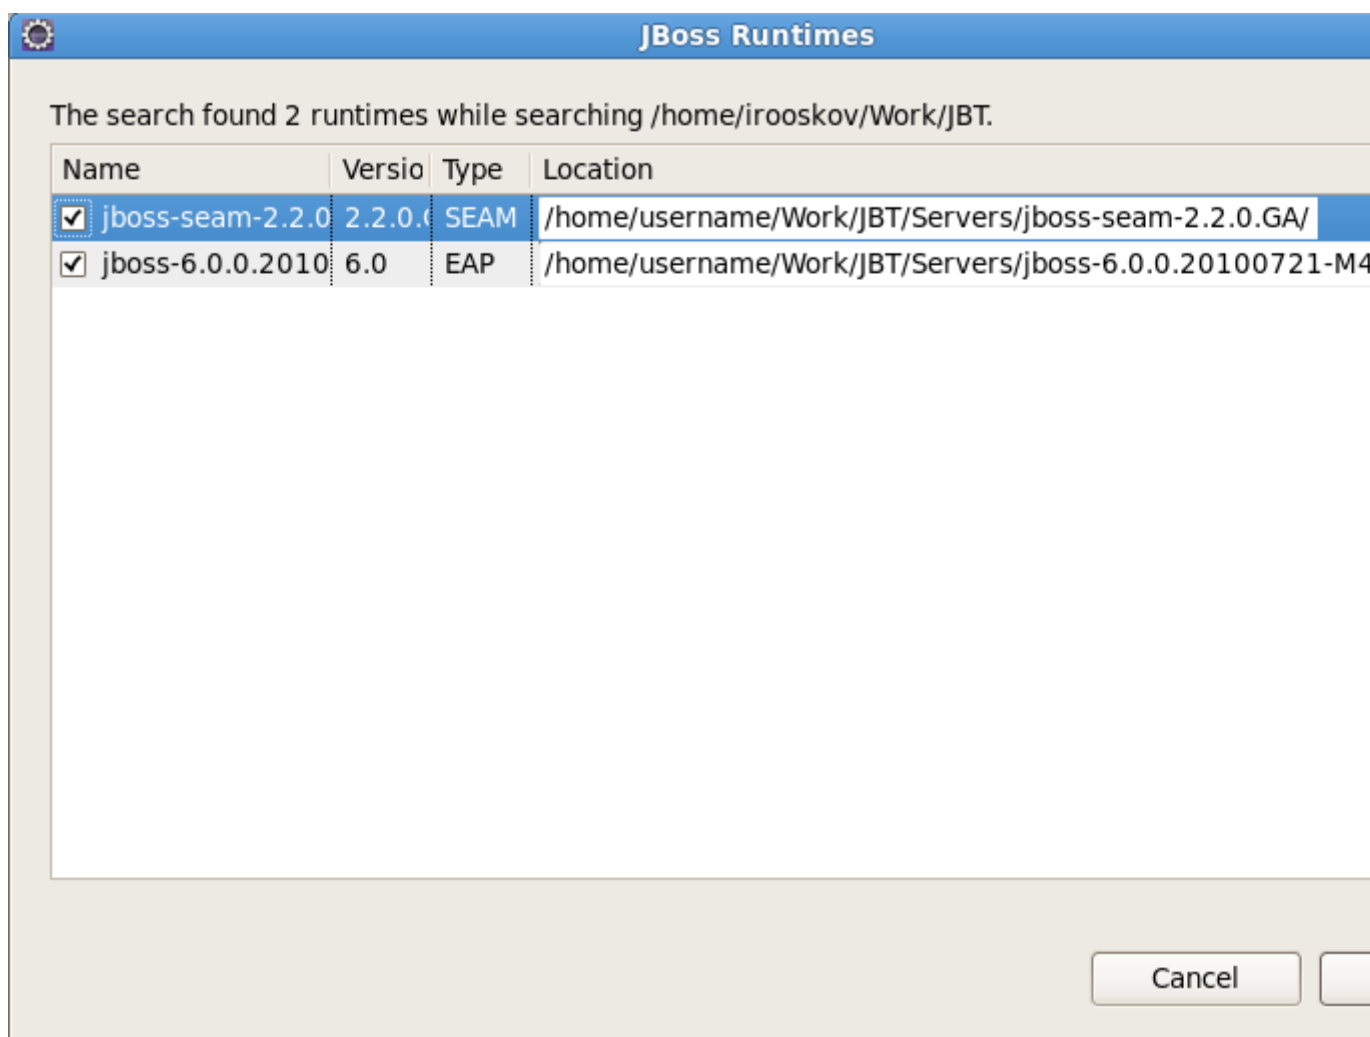 JBoss Runtimes
The search found 2 runtimes while searching /home/irooskov/Work/JBT.
Name Versio Type Location
jboss-seam-2.2.0 2.2.0.( SEAM /home/username/Work/JBT/Servers/jboss-seam-2.2.0.GA/
jboss-6.0.0.2010 6.0 EAP /home/username/Work/JBT/Servers/jboss-6.0.0.20100721-M4
Cancel